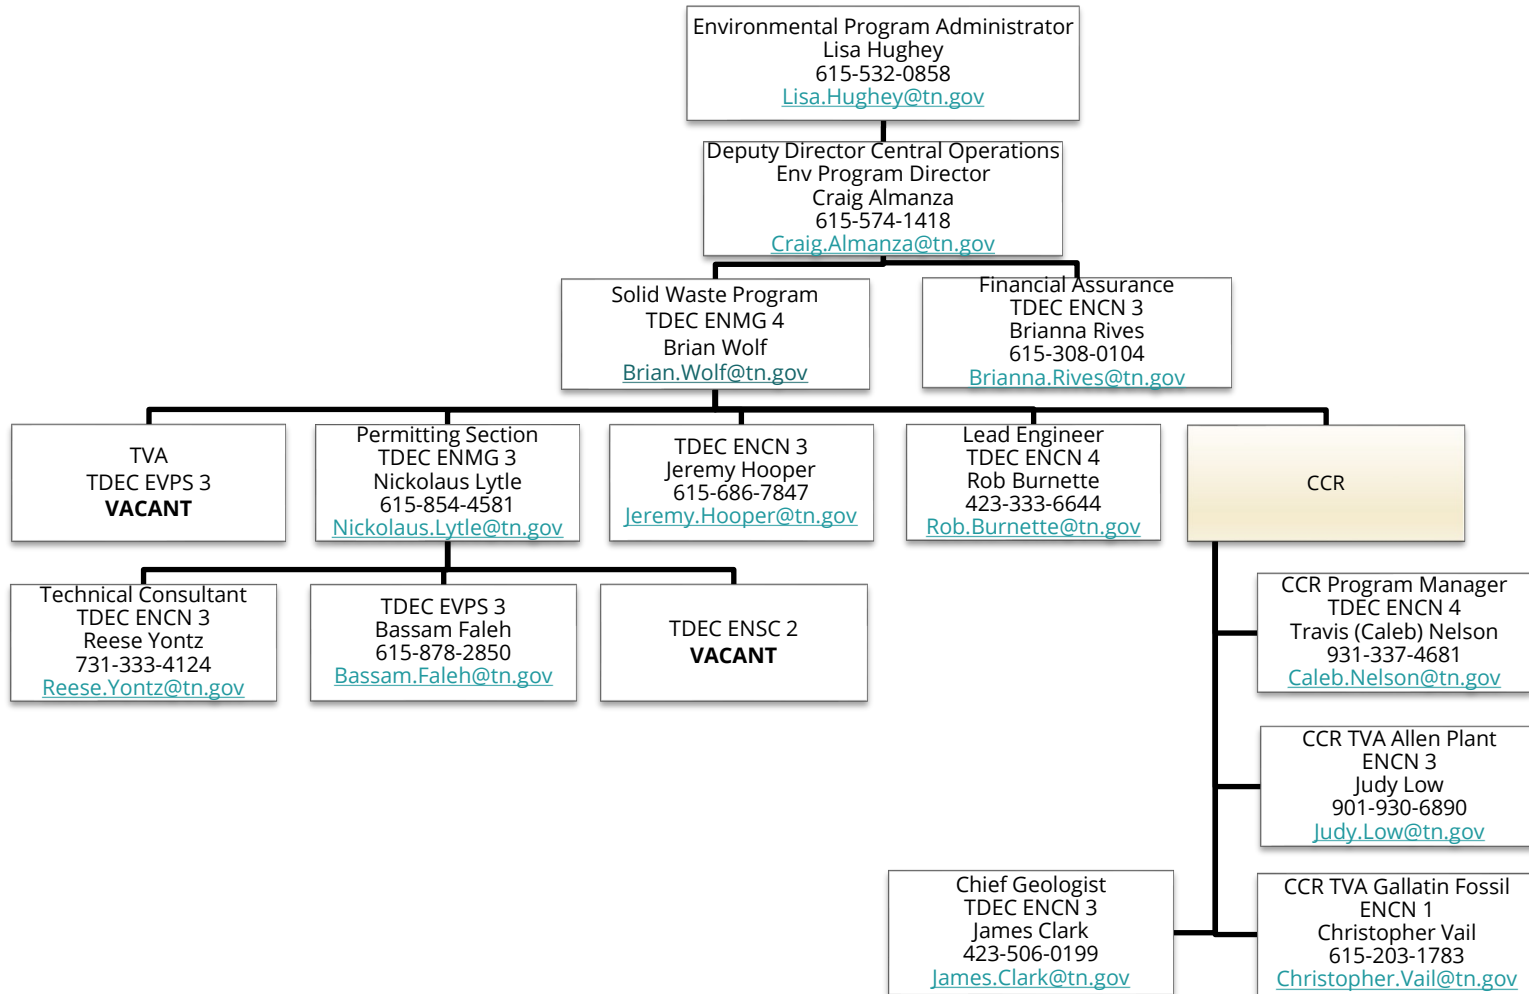 Environmental Program Administrator
Lisa Hughey
615-532-0858
Lisa.Hughey@tn.gov
Deputy Director Central Operations
Env Program Director
Craig Almanza
615-574-1418
Craig.Almanza@tn.gov
Solid Waste Program
TDEC ENMG 4
Brian Wolf
Brian.Wolf@tn.gov
Financial Assurance
TDEC ENCN 3
Brianna Rives
615-308-0104
Brianna.Rives@tn.gov
TVA
TDEC EVPS 3
VACANT
Permitting Section
TDEC ENMG 3
Nickolaus Lytle
615-854-4581
Nickolaus.Lytle@tn.gov
TDEC ENCN 3
Jeremy Hooper
615-686-7847
Jeremy.Hooper@tn.gov
Lead Engineer
TDEC ENCN 4
Rob Burnette
423-333-6644
Rob.Burnette@tn.gov
CCR
Technical Consultant
TDEC ENCN 3
Reese Yontz
731-333-4124
Reese.Yontz@tn.gov
TDEC EVPS 3
Bassam Faleh
615-878-2850
Bassam.Faleh@tn.gov
TDEC ENSC 2
VACANT
CCR Program Manager
TDEC ENCN 4
Travis (Caleb) Nelson
931-337-4681
Caleb.Nelson@tn.gov
CCR TVA Allen Plant
ENCN 3
Judy Low
901-930-6890
Judy.Low@tn.gov
Chief Geologist
TDEC ENCN 3
James Clark
423-506-0199
James.Clark@tn.gov
CCR TVA Gallatin Fossil
ENCN 1
Christopher Vail
615-203-1783
Christopher.Vail@tn.gov